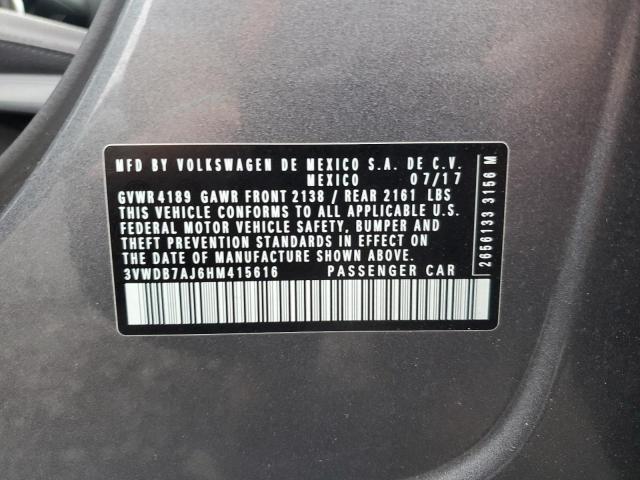 MFD BY VOLKSWAGEN DE MEXICO S.A. DE C.V.
MEXICO 07/17
GVWR 4189 GAWR FRONT 2138 / REAR 2161 LBS
THIS VEHICLE CONFORMS TO ALL APPLICABLE U.S.
FEDERAL MOTOR VEHICLE SAFETY, BUMPER AND
THEFT PREVENTION STANDARDS IN EFFECT ON THE
DATE OF MANUFACTURE SHOWN ABOVE.
3VWDB7AJ6HM415616 PASSENGER CAR
2656133 3156 M